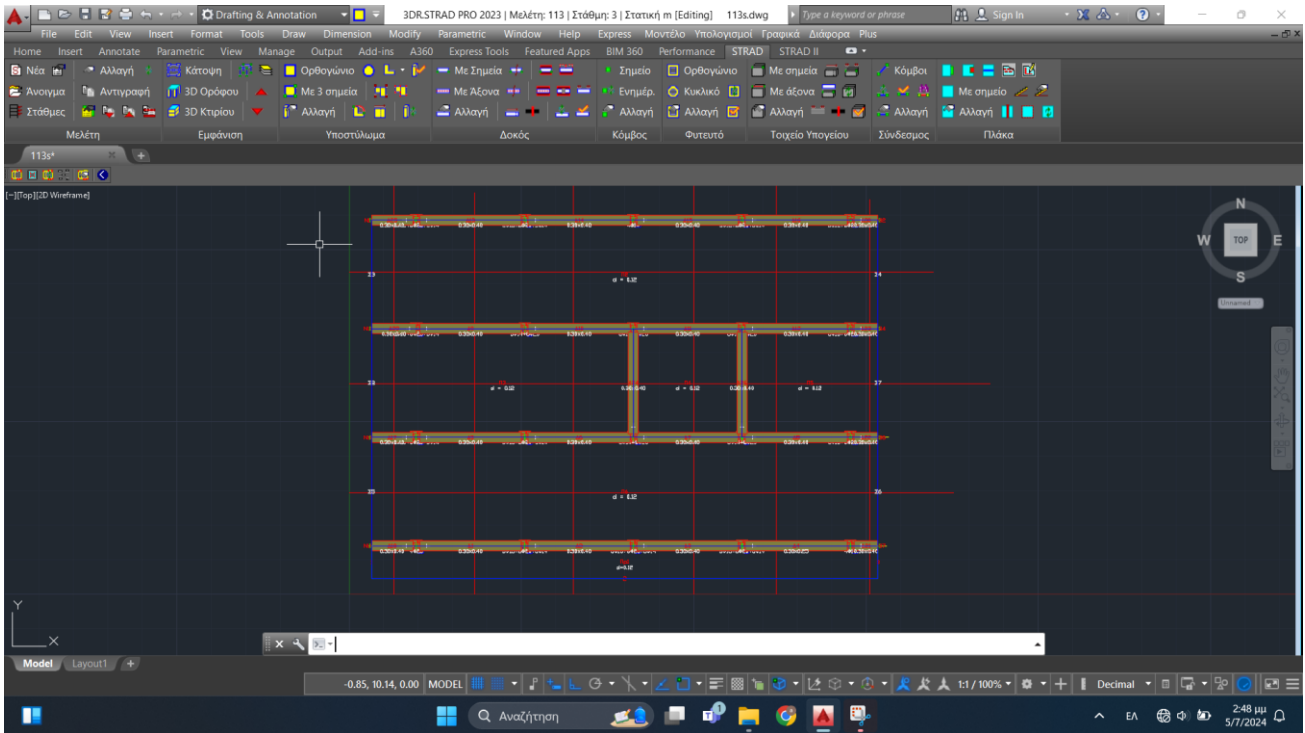 Drafting & Annotation
3DR.STRAD PRO 2023 | Μελέτη: 113 | Στάθμη: 3 | Στατική m [Editing] 113s.dwg
Type a keyword or phrase
Sign In
File Edit View Insert Format Tools Draw Dimension Modify Parametric Window Help Express Μοντέλο Υπολογισμοί Γραφικά Διάφορα Plus
Home Insert Annotate Parametric View Manage Output Add-ins A360 Express Tools Featured Apps BIM 360 Performance STRAD STRAD II
Νέα Αλλαγή Κάτοψη Ορθογώνιο Με Σημεία Σημείο Ορθογώνιο Με σημεία Κόμβοι
Άνοιγμα Αντιγραφή 3D Ορόφου Με 3 σημεία Με Άξονα Ενημέρ. Κυκλικό Με άξονα Με σημείο
Στάθμες 3D Κτιρίου Αλλαγή Αλλαγή Αλλαγή Αλλαγή Αλλαγή Αλλαγή Αλλαγή
Μελέτη Εμφάνιση Υποστύλωμα Δοκός Κόμβος Φυτευτό Τοιχείο Υπογείου Σύνδεσμος Πλάκα
113s*
[−][Top][2D Wireframe]
N
W TOP E
S
Unnamed
d = 0.12
d = 0.12
d = 0.12
Y
X
Model Layout1
-0.85, 10.14, 0.00 MODEL 1:1 / 100% Decimal
Αναζήτηση
ΕΛ
2:48 μμ
5/7/2024